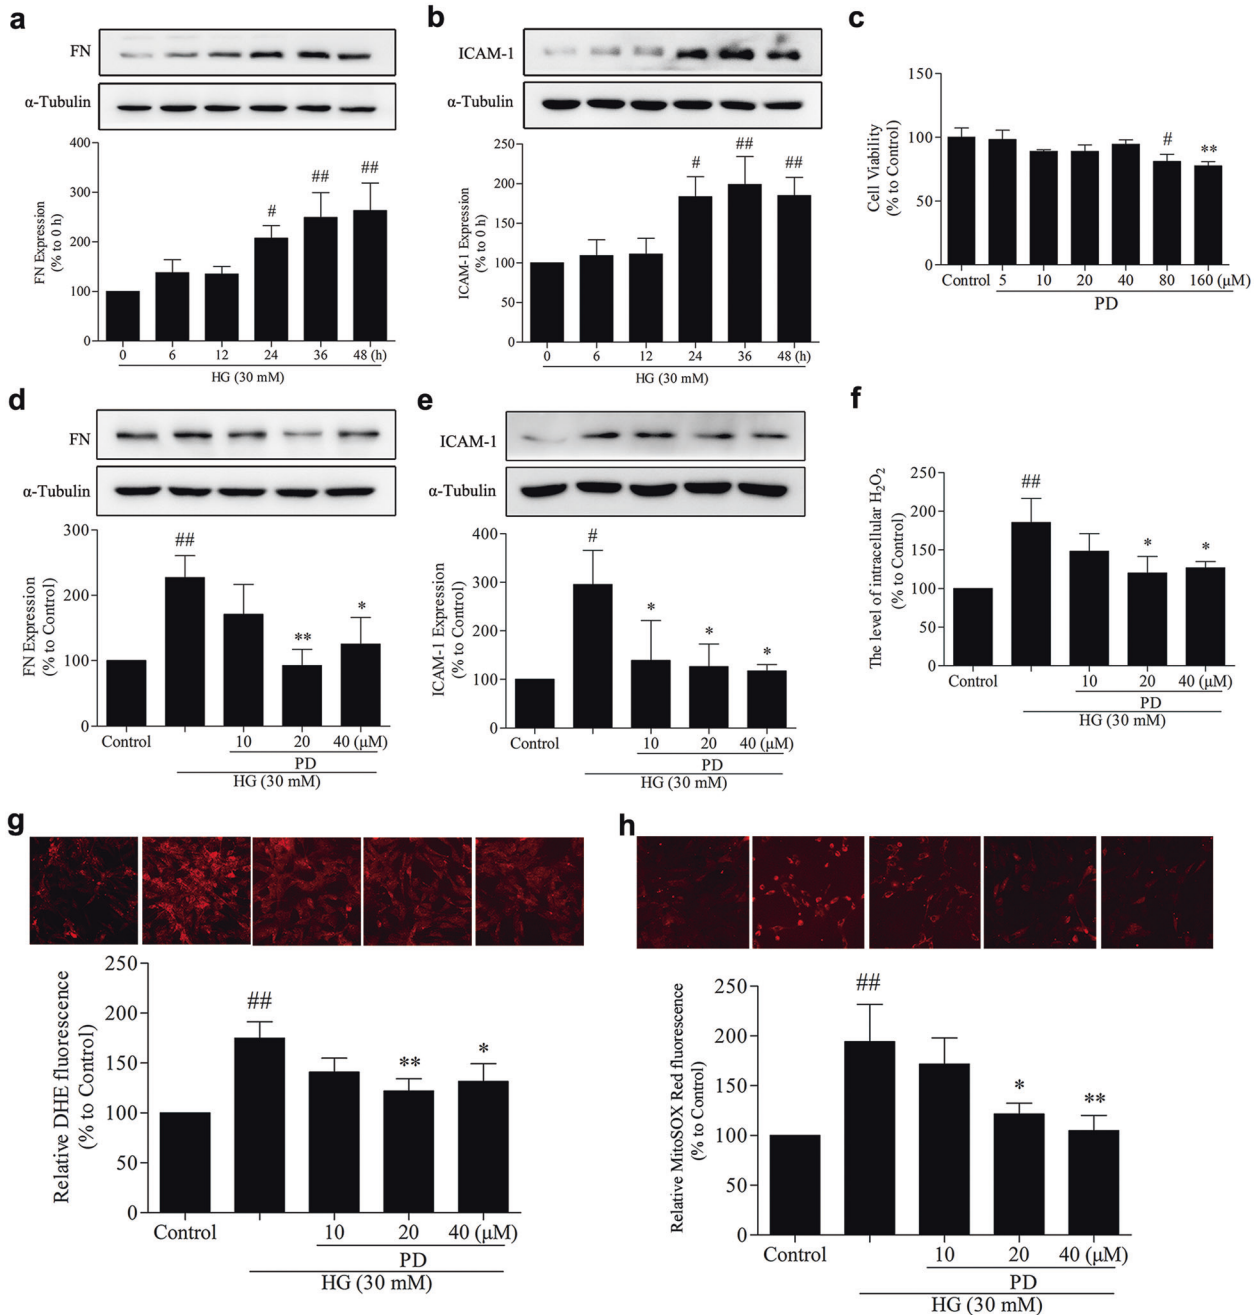 a
FN
α-Tubulin
FN Expression
(% to 0 h)
400
300
200
100
0
#
##
##
0 6 12 24 36 48 (h)
HG (30 mM)
b
ICAM-1
α-Tubulin
ICAM-1 Expression
(% to 0 h)
250
200
150
100
50
0
#
##
##
0 6 12 24 36 48 (h)
HG (30 mM)
c
Cell Viability
(% to Control)
150
100
50
0
#
**
Control 5 10 20 40 80 160 (μM)
PD
d
FN
α-Tubulin
FN Expression
(% to Control)
300
200
100
0
##
**
*
Control 10 20 40 (μM)
PD
HG (30 mM)
e
ICAM-1
α-Tubulin
ICAM-1 Expression
(% to Control)
400
300
200
100
0
#
*
*
*
Control 10 20 40 (μM)
PD
HG (30 mM)
f
The level of intracellular H₂O₂
(% to Control)
250
200
150
100
50
0
##
*
*
Control 10 20 40 (μM)
PD
HG (30 mM)
g
Relative DHE fluorescence
(% to Control)
250
200
150
100
50
0
##
**
*
Control 10 20 40 (μM)
PD
HG (30 mM)
h
Relative MitoSOX Red fluorescence
(% to Control)
250
200
150
100
50
0
##
*
**
Control 10 20 40 (μM)
PD
HG (30 mM)